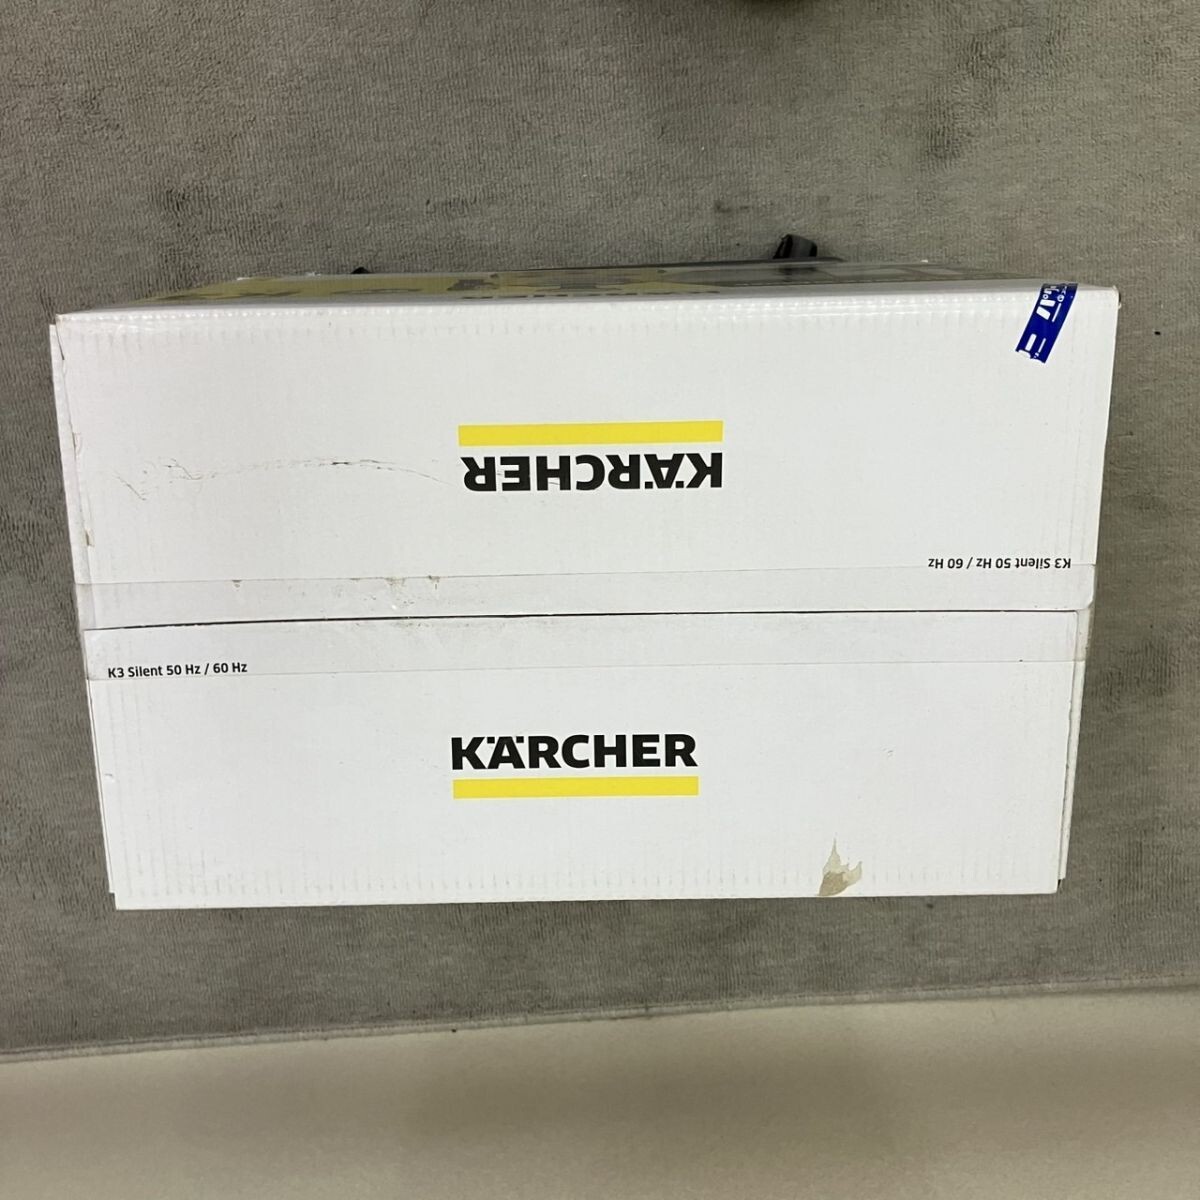 KÄRCHER
K3 Silent 50 Hz / 60 Hz
K3 Silent 50 Hz / 60 Hz
KÄRCHER